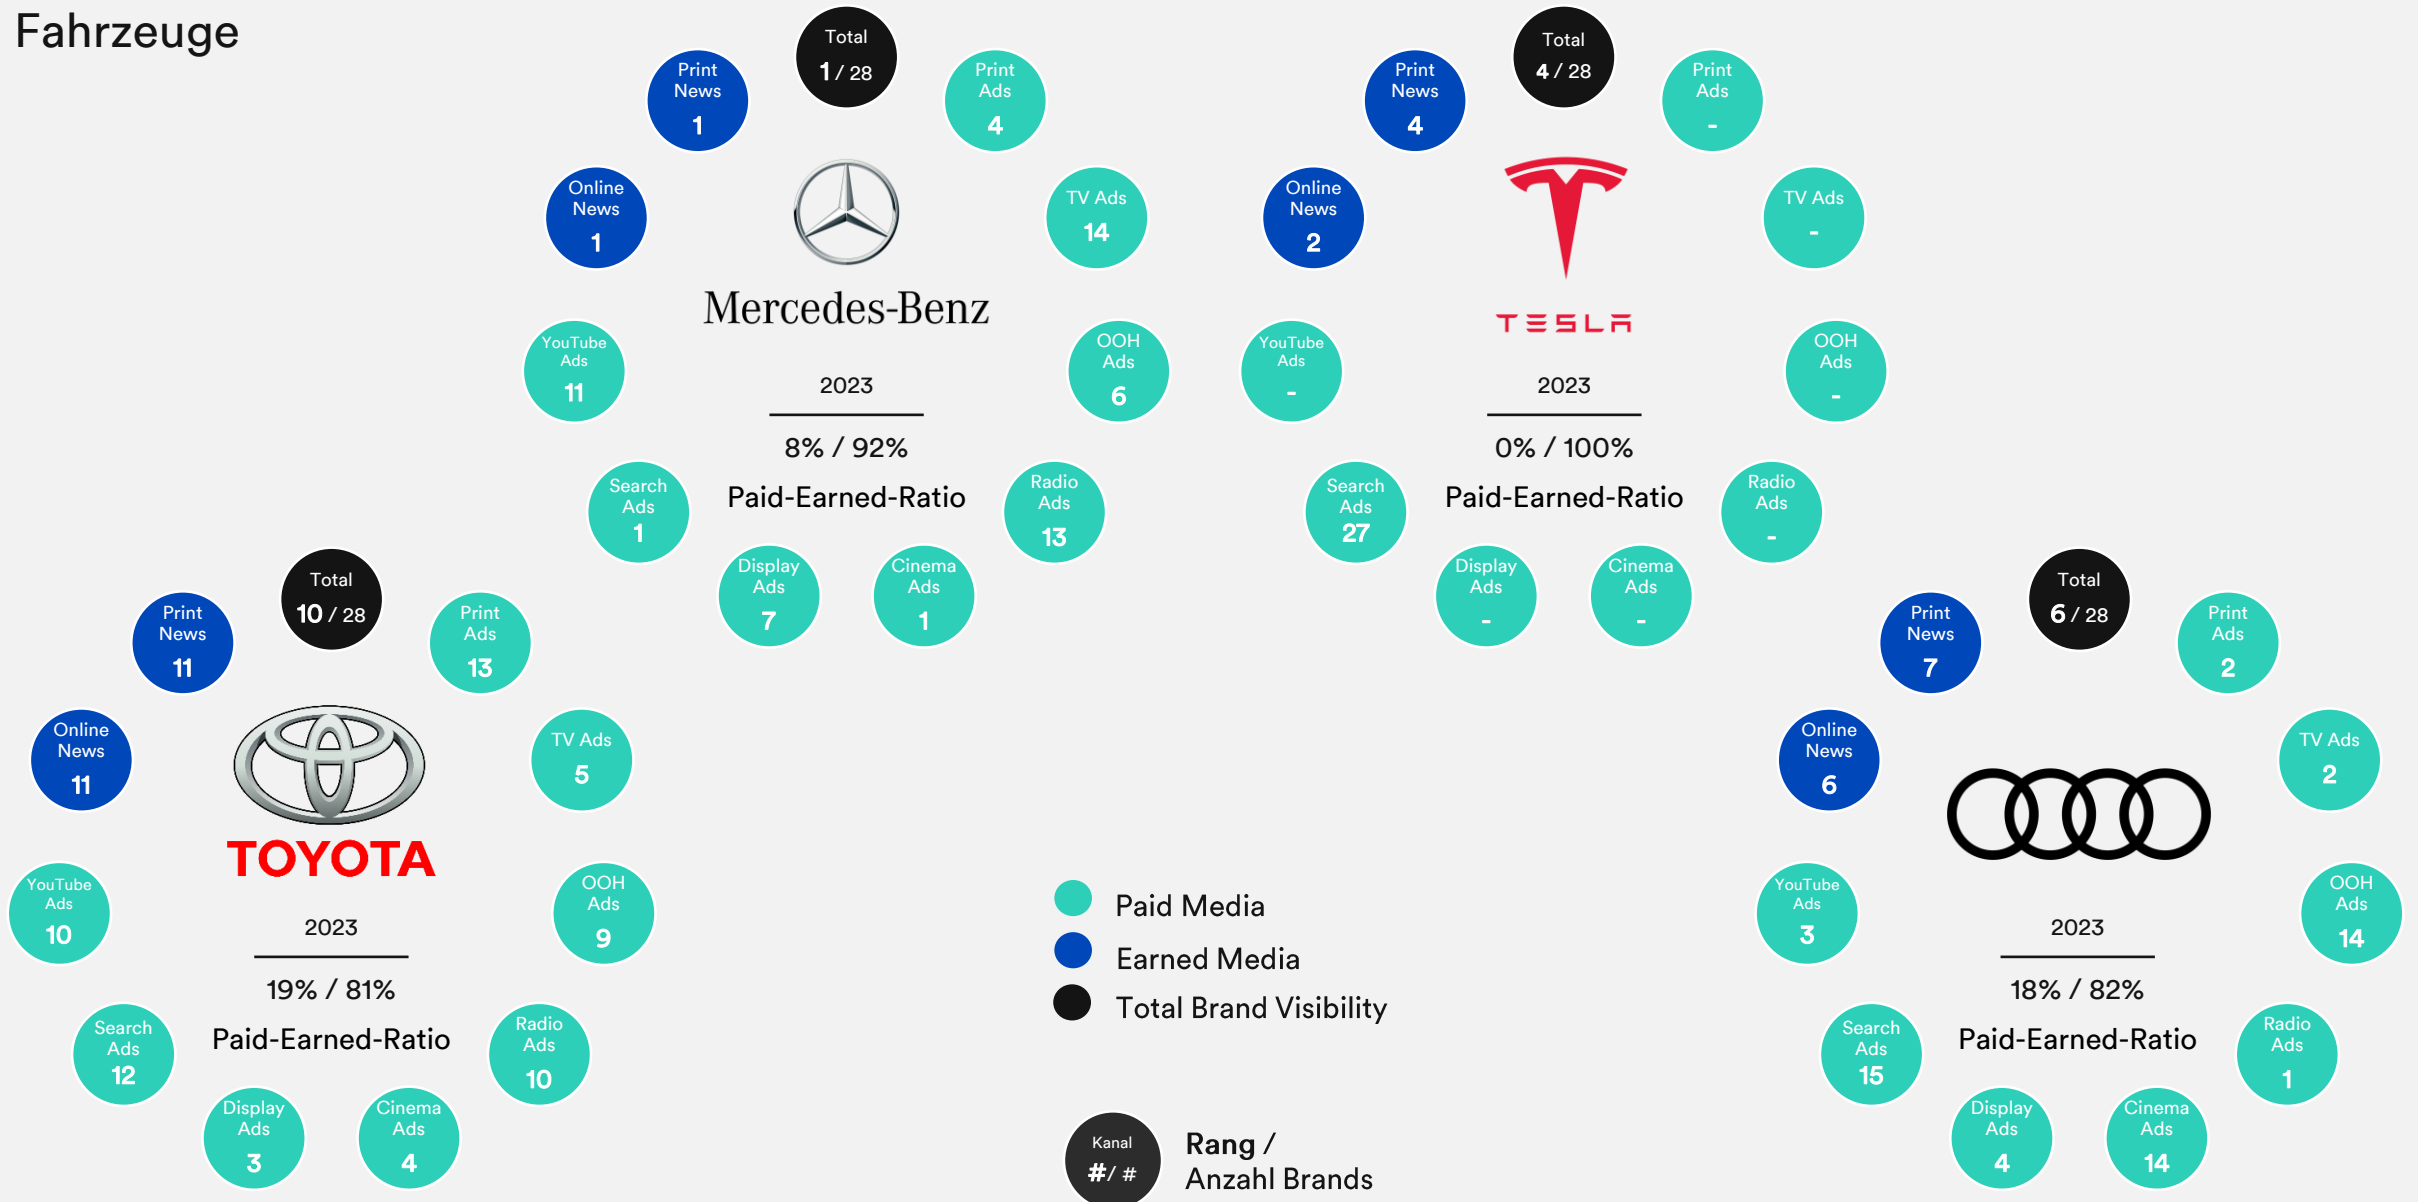 Fahrzeuge
Total
1 / 28
Print
News
1
Print
Ads
4
Online
News
1
TV Ads
14
Mercedes-Benz
YouTube
Ads
11
OOH
Ads
6
2023
8% / 92%
Paid-Earned-Ratio
Search
Ads
1
Radio
Ads
13
Display
Ads
7
Cinema
Ads
1
Total
4 / 28
Print
News
4
Print
Ads
-
Online
News
2
TV Ads
-
TESLA
YouTube
Ads
-
OOH
Ads
-
2023
0% / 100%
Paid-Earned-Ratio
Search
Ads
27
Radio
Ads
-
Display
Ads
-
Cinema
Ads
-
Total
10 / 28
Print
News
11
Print
Ads
13
Online
News
11
TV Ads
5
TOYOTA
YouTube
Ads
10
OOH
Ads
9
2023
19% / 81%
Paid-Earned-Ratio
Search
Ads
12
Radio
Ads
10
Display
Ads
3
Cinema
Ads
4
Total
6 / 28
Print
News
7
Print
Ads
2
Online
News
6
TV Ads
2
YouTube
Ads
3
OOH
Ads
14
2023
18% / 82%
Paid-Earned-Ratio
Search
Ads
15
Radio
Ads
1
Display
Ads
4
Cinema
Ads
14
Paid Media
Earned Media
Total Brand Visibility
Kanal
#/ #
Rang /
Anzahl Brands